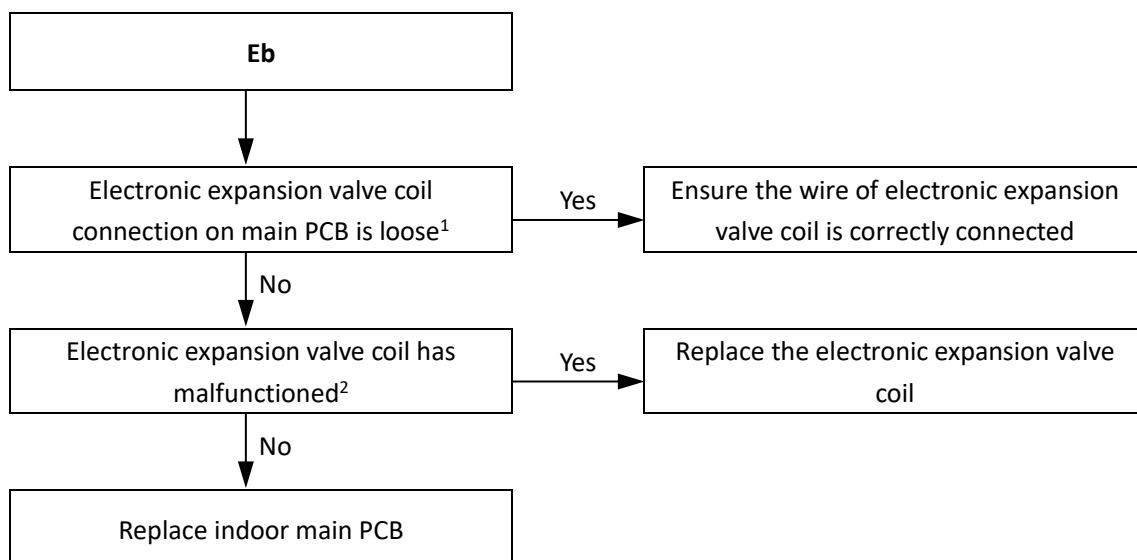 Eb
Electronic expansion valve coil
connection on main PCB is loose¹
Yes
Ensure the wire of electronic expansion
valve coil is correctly connected
No
Electronic expansion valve coil has
malfunctioned²
Yes
Replace the electronic expansion valve
coil
No
Replace indoor main PCB